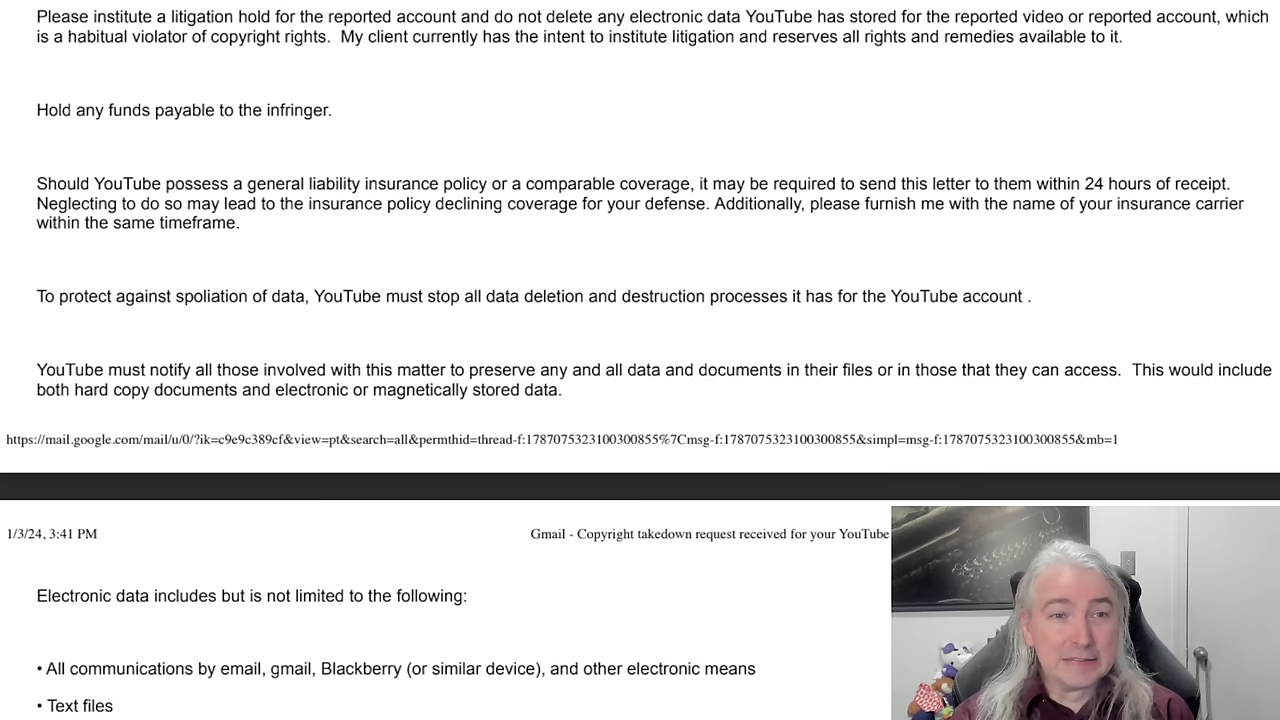 Please institute a litigation hold for the reported account and do not delete any electronic data YouTube has stored for the reported video or reported account, which
is a habitual violator of copyright rights.  My client currently has the intent to institute litigation and reserves all rights and remedies available to it.
Hold any funds payable to the infringer.
Should YouTube possess a general liability insurance policy or a comparable coverage, it may be required to send this letter to them within 24 hours of receipt.
Neglecting to do so may lead to the insurance policy declining coverage for your defense. Additionally, please furnish me with the name of your insurance carrier
within the same timeframe.
To protect against spoliation of data, YouTube must stop all data deletion and destruction processes it has for the YouTube account .
YouTube must notify all those involved with this matter to preserve any and all data and documents in their files or in those that they can access.  This would include
both hard copy documents and electronic or magnetically stored data.
https://mail.google.com/mail/u/0/?ik=c9e9c389cf&view=pt&search=all&permthid=thread-f:1787075323100300855%7Cmsg-f:1787075323100300855&simpl=msg-f:1787075323100300855&mb=1
1/3/24, 3:41 PM
Gmail - Copyright takedown request received for your YouTube
Electronic data includes but is not limited to the following:
• All communications by email, gmail, Blackberry (or similar device), and other electronic means
• Text files